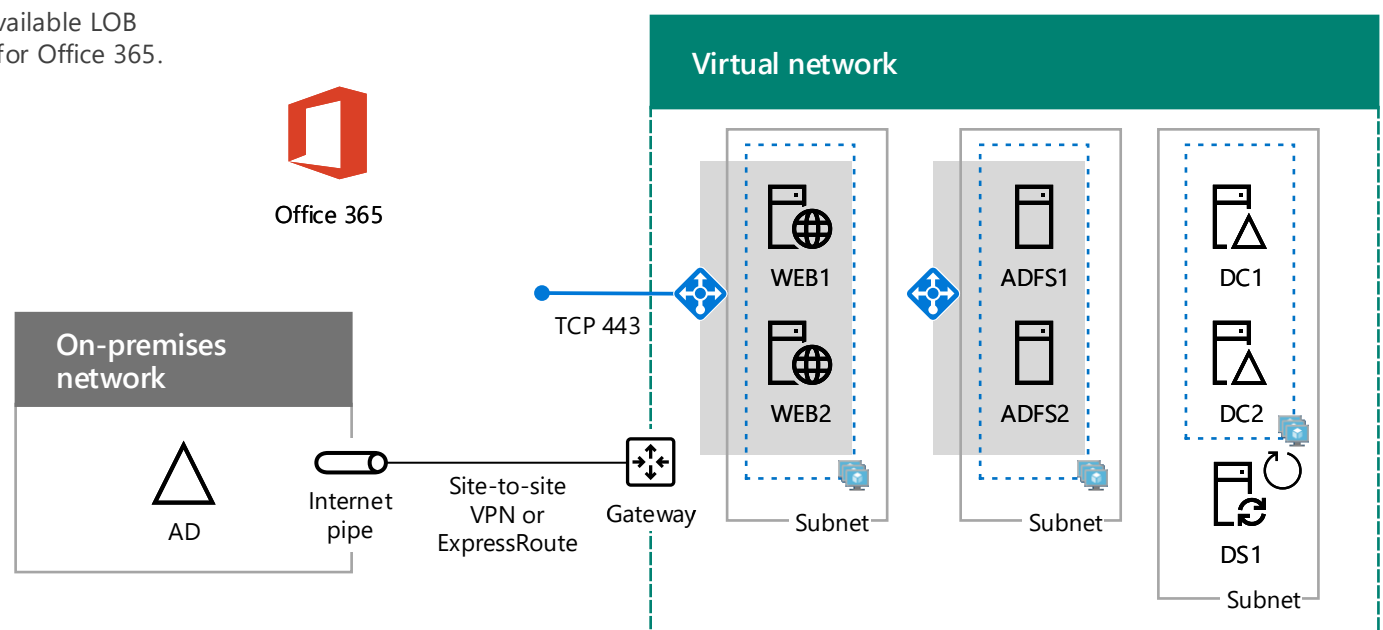 vailable LOB
for Office 365.
Virtual network
Office 365
WEB1
ADFS1
DC1
TCP 443
On-premises
network
WEB2
ADFS2
DC2
AD
Internet
pipe
Site-to-site
VPN or
ExpressRoute
Gateway
Subnet
Subnet
DS1
Subnet